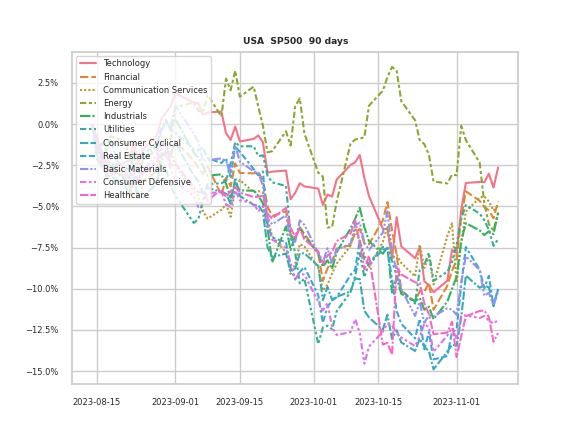 USA SP500 90 days
Technology
Financial
Communication Services
Energy
Industrials
Utilities
Consumer Cyclical
Real Estate
Basic Materials
Consumer Defensive
Healthcare
2.5%
0.0%
−2.5%
−5.0%
−7.5%
−10.0%
−12.5%
−15.0%
2023-08-15 2023-09-01 2023-09-15 2023-10-01 2023-10-15 2023-11-01